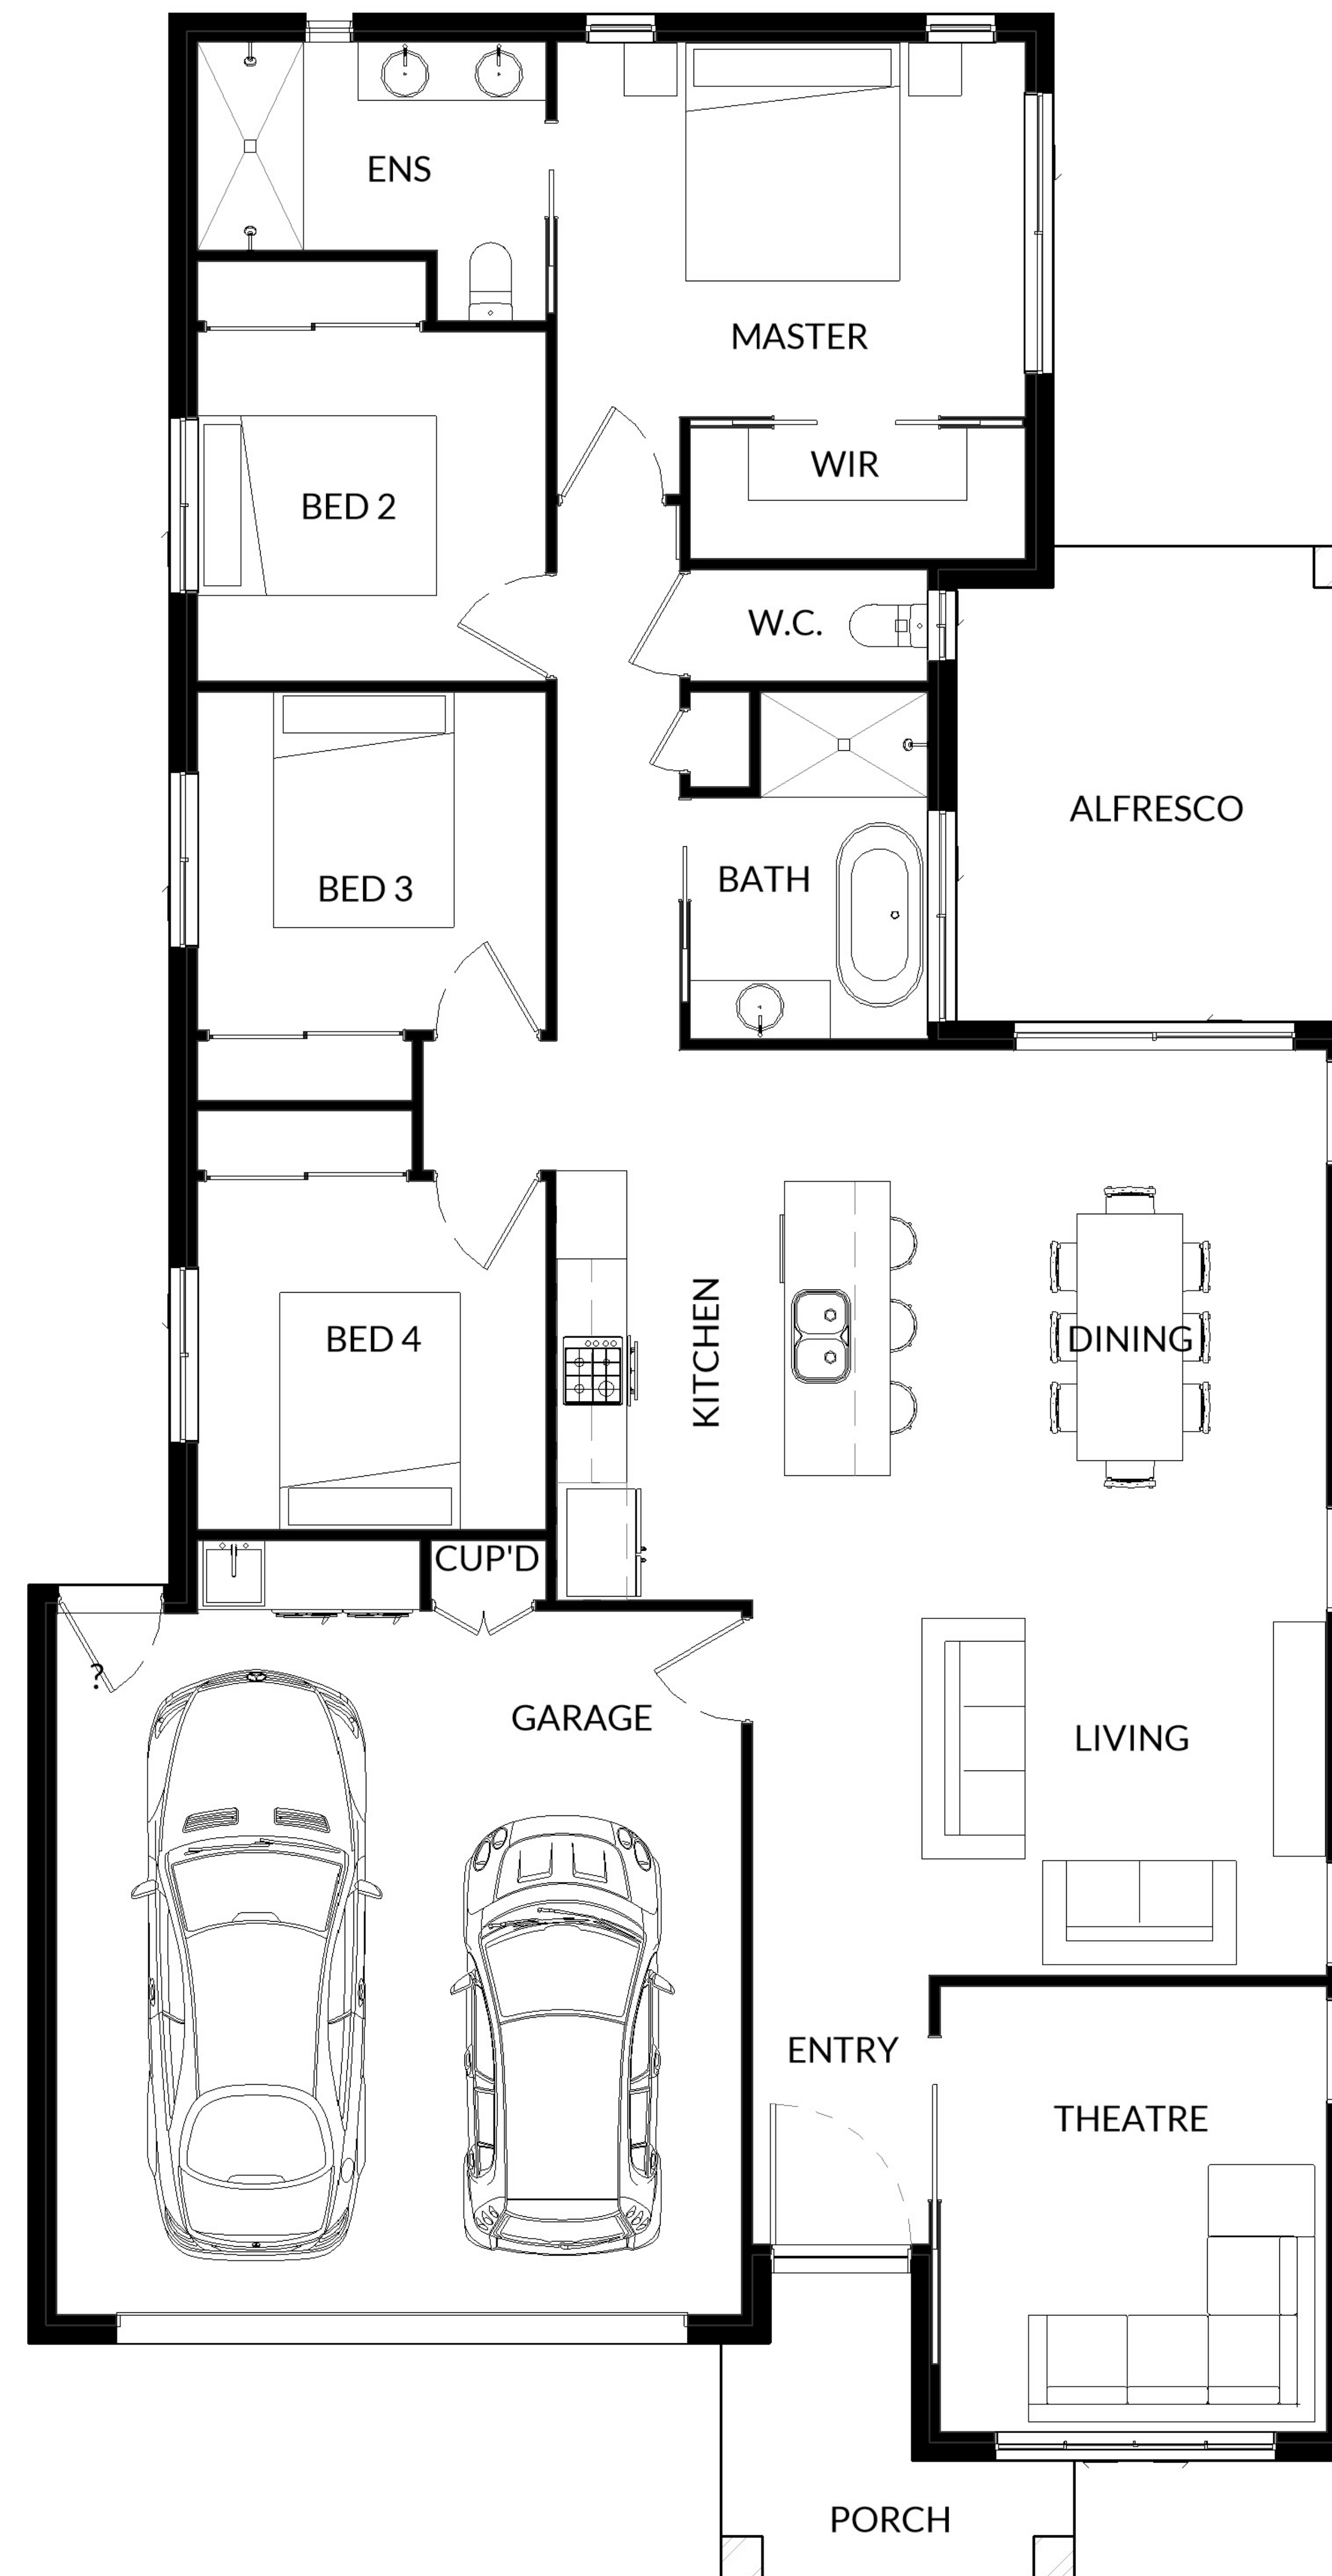 ENS
MASTER
WIR
BED 2
W.C.
ALFRESCO
BATH
BED 3
KITCHEN
DINING
BED 4
CUP'D
?
GARAGE
LIVING
ENTRY
THEATRE
PORCH